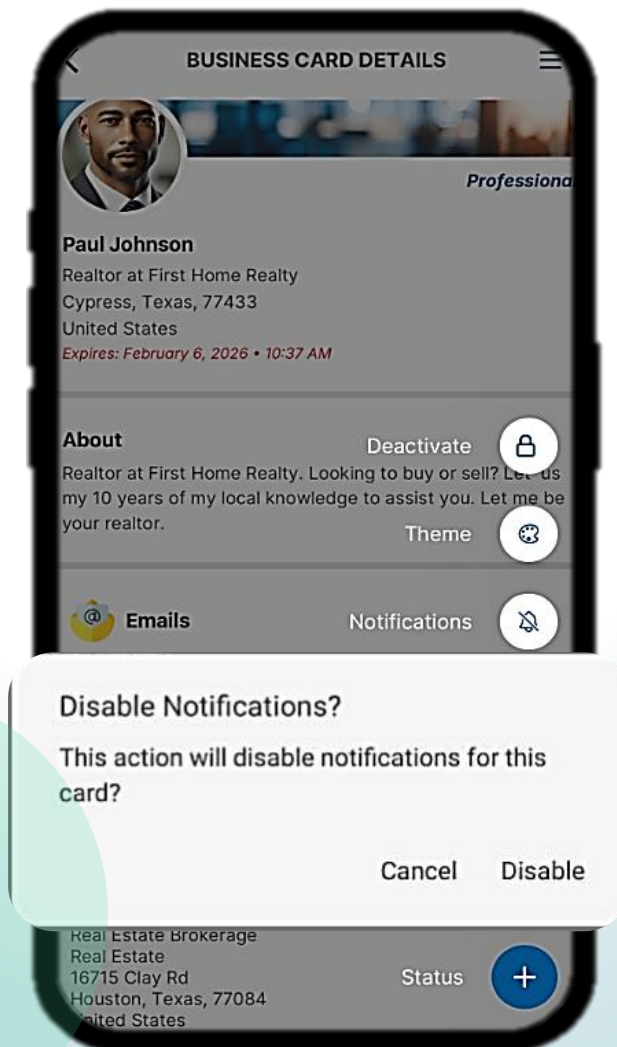 BUSINESS CARD DETAILS
Professiona
Paul Johnson
Realtor at First Home Realty
Cypress, Texas, 77433
United States
Expires: February 6, 2026 • 10:37 AM
About
Deactivate
Realtor at First Home Realty. Looking to buy or sell? Let us
my 10 years of my local knowledge to assist you. Let me be
your realtor.
Theme
Emails
Notifications
Disable Notifications?
This action will disable notifications for this
card?
Cancel Disable
Real Estate Brokerage
Real Estate
16715 Clay Rd
Houston, Texas, 77084
United States
Status